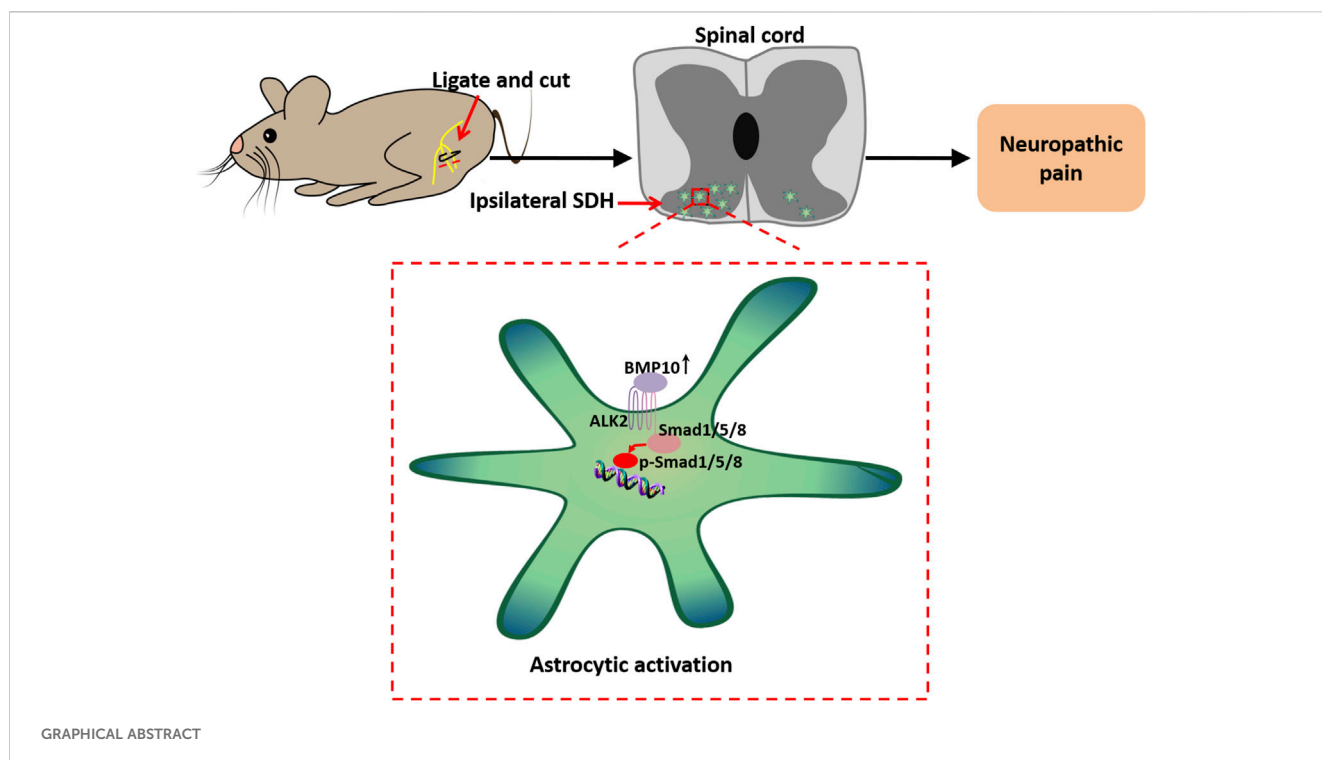 Spinal cord
Ligate and cut
Neuropathic
pain
Ipsilateral SDH
BMP10↑
ALK2
Smad1/5/8
p-Smad1/5/8
Astrocytic activation
GRAPHICAL ABSTRACT